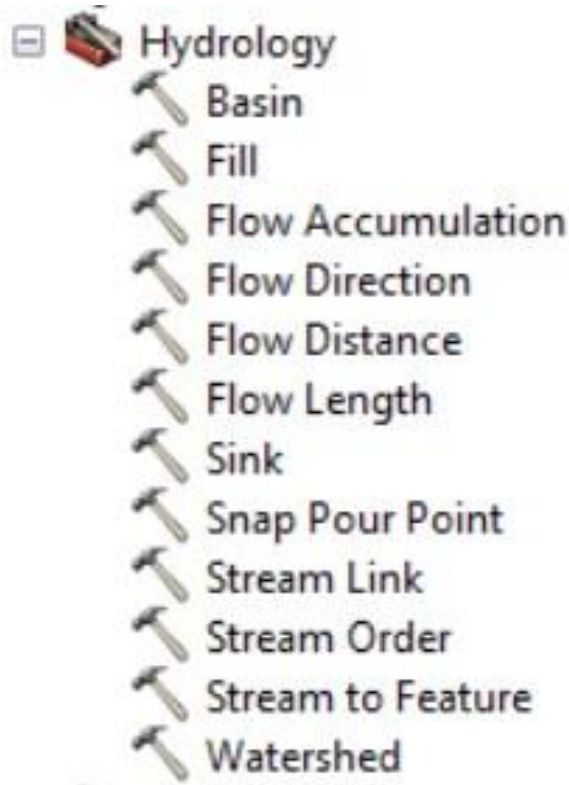 Hydrology
Basin
Fill
Flow Accumulation
Flow Direction
Flow Distance
Flow Length
Sink
Snap Pour Point
Stream Link
Stream Order
Stream to Feature
Watershed